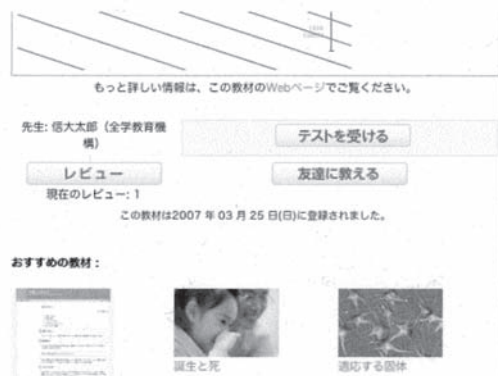 もっと詳しい情報は、この教材のWebページでご覧ください。
先生: 信大太郎（全学教育機
構）
テストを受ける
レビュー
友達に教える
現在のレビュー: 1
この教材は2007 年 03 月 25 日(日)に登録されました。
おすすめの教材：
誕生と死
適応する固体